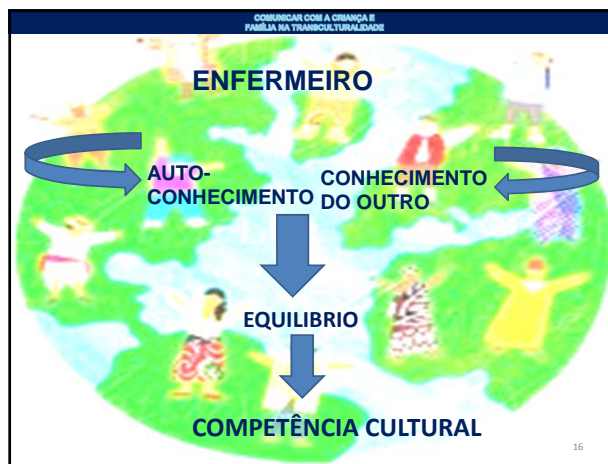 COMUNICAR COM A CRIANÇA E
FAMÍLIA NA TRANSCULTURALIDADE
ENFERMEIRO
AUTO-
CONHECIMENTO
CONHECIMENTO
DO OUTRO
EQUILIBRIO
COMPETÊNCIA CULTURAL
16